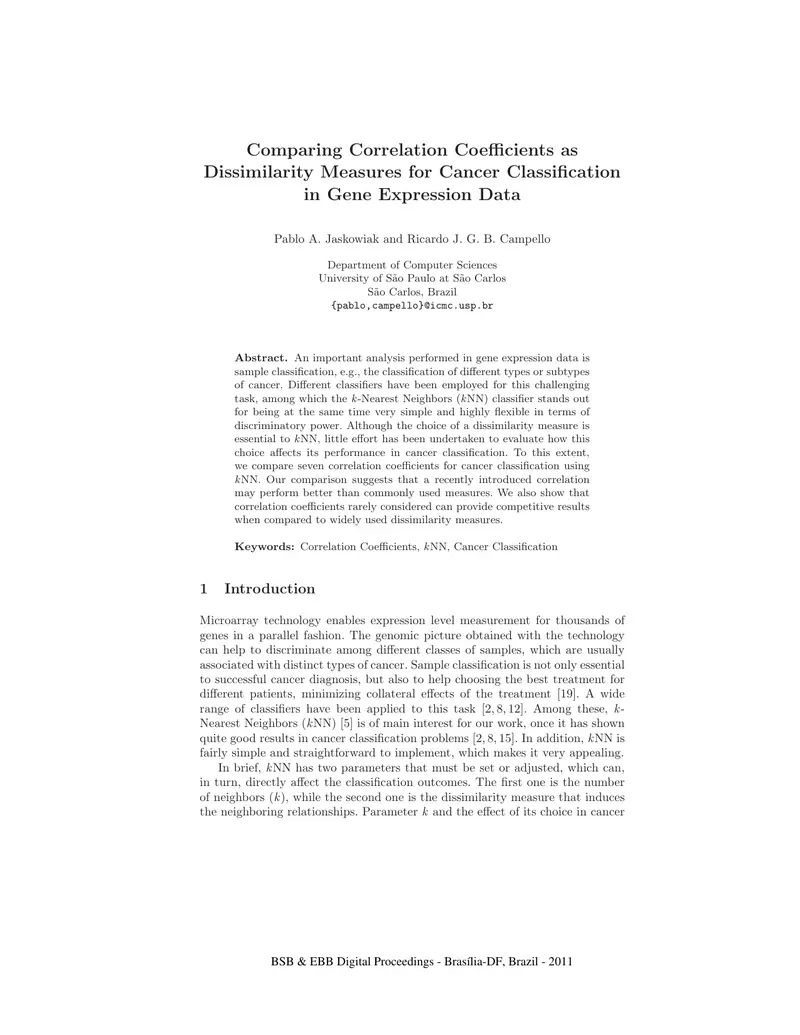 Comparing Correlation Coefficients as
Dissimilarity Measures for Cancer Classification
in Gene Expression Data
Pablo A. Jaskowiak and Ricardo J. G. B. Campello
Department of Computer Sciences
University of São Paulo at São Carlos
São Carlos, Brazil
{pablo,campello}@icmc.usp.br
Abstract. An important analysis performed in gene expression data is
sample classification, e.g., the classification of different types or subtypes
of cancer. Different classifiers have been employed for this challenging
task, among which the k-Nearest Neighbors (kNN) classifier stands out
for being at the same time very simple and highly flexible in terms of
discriminatory power. Although the choice of a dissimilarity measure is
essential to kNN, little effort has been undertaken to evaluate how this
choice affects its performance in cancer classification. To this extent,
we compare seven correlation coefficients for cancer classification using
kNN. Our comparison suggests that a recently introduced correlation
may perform better than commonly used measures. We also show that
correlation coefficients rarely considered can provide competitive results
when compared to widely used dissimilarity measures.
Keywords: Correlation Coefficients, kNN, Cancer Classification
1 Introduction
Microarray technology enables expression level measurement for thousands of
genes in a parallel fashion. The genomic picture obtained with the technology
can help to discriminate among different classes of samples, which are usually
associated with distinct types of cancer. Sample classification is not only essential
to successful cancer diagnosis, but also to help choosing the best treatment for
different patients, minimizing collateral effects of the treatment [19]. A wide
range of classifiers have been applied to this task [2, 8, 12]. Among these, k-
Nearest Neighbors (kNN) [5] is of main interest for our work, once it has shown
quite good results in cancer classification problems [2, 8, 15]. In addition, kNN is
fairly simple and straightforward to implement, which makes it very appealing.
In brief, kNN has two parameters that must be set or adjusted, which can,
in turn, directly affect the classification outcomes. The first one is the number
of neighbors (k), while the second one is the dissimilarity measure that induces
the neighboring relationships. Parameter k and the effect of its choice in cancer
BSB & EBB Digital Proceedings - Brasília-DF, Brazil - 2011